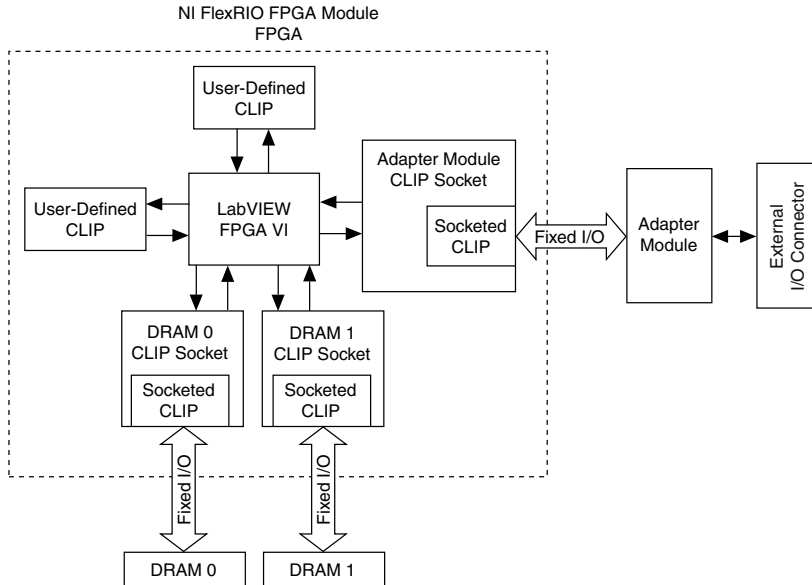 NI FlexRIO FPGA Module
FPGA
User-Defined
CLIP
User-Defined
CLIP
LabVIEW
FPGA VI
Adapter Module
CLIP Socket
Socketed
CLIP
Fixed I/O
Adapter
Module
External
I/O Connector
DRAM 0
CLIP Socket
Socketed
CLIP
DRAM 1
CLIP Socket
Socketed
CLIP
Fixed I/O
Fixed I/O
DRAM 0
DRAM 1